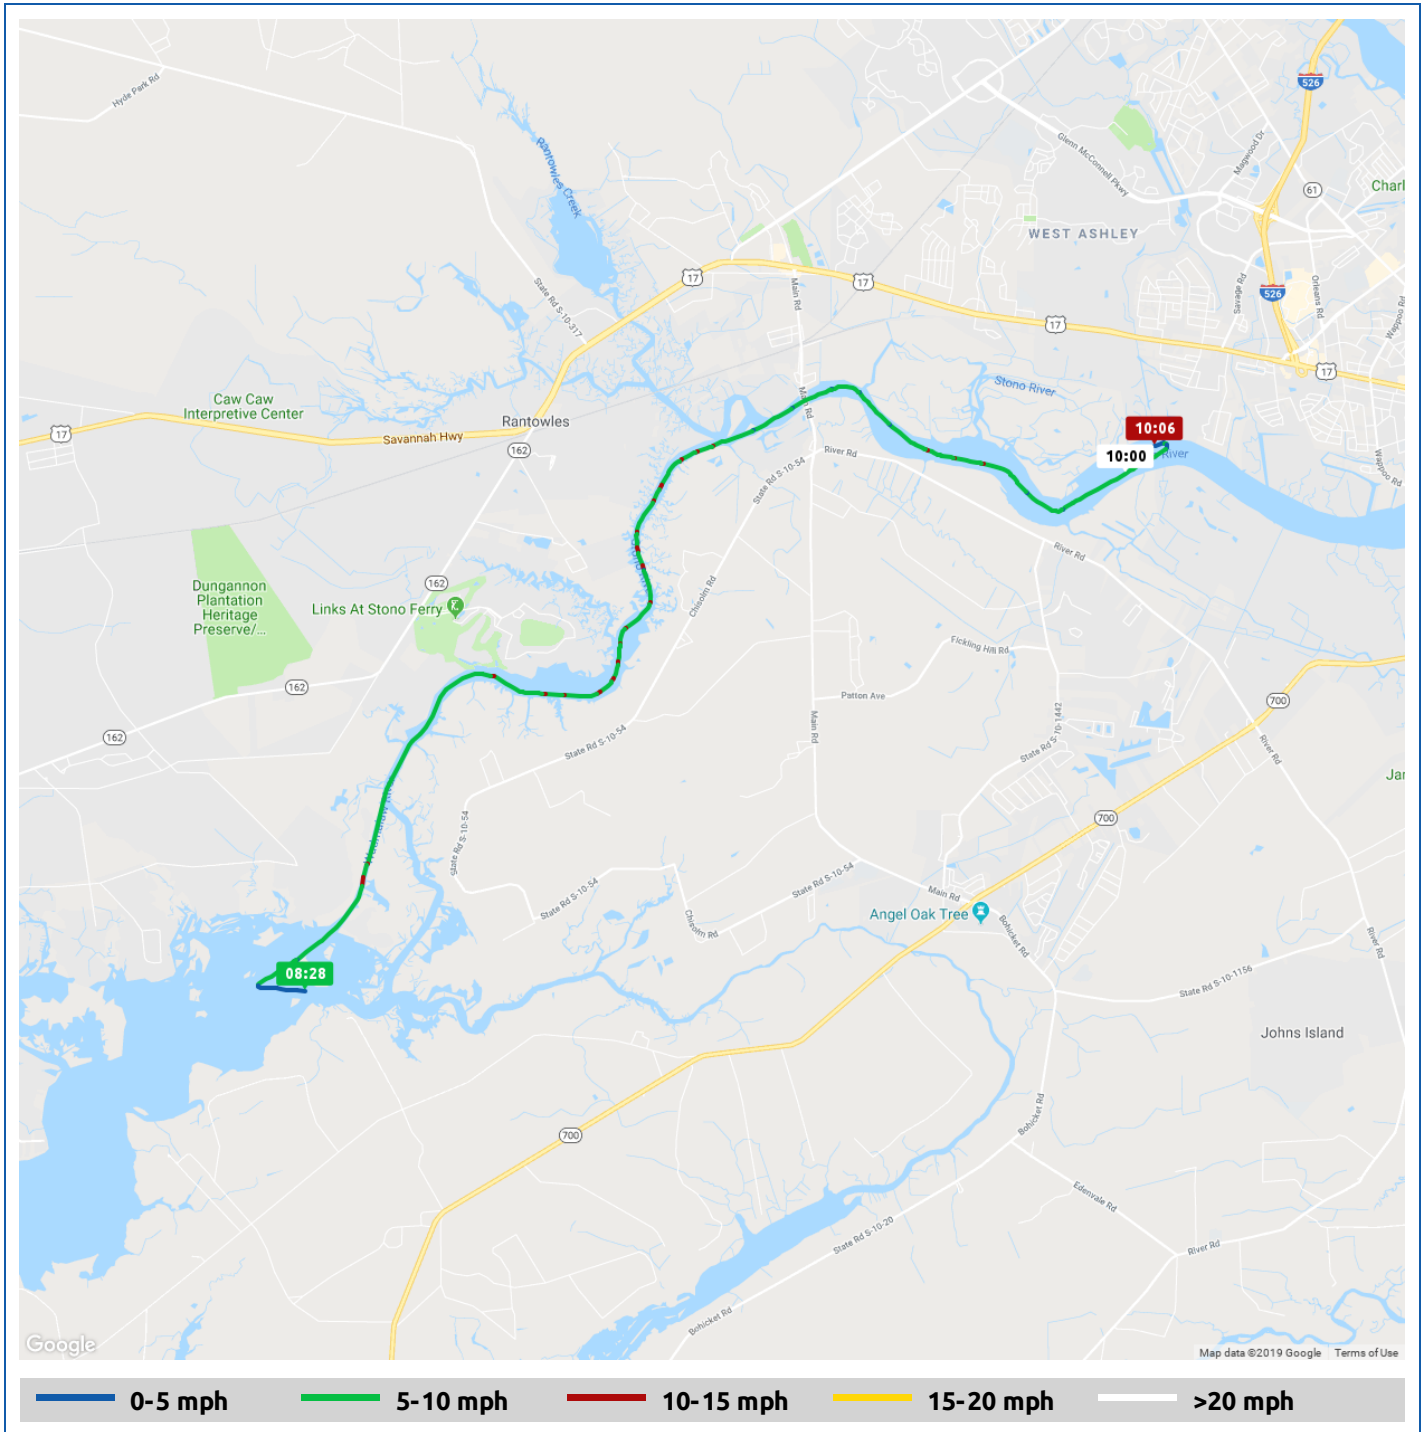 Hyde Park Rd
Rantowles Creek
526
Glenn McConnell Pkwy
Magwood Dr
61
Charl
WEST ASHLEY
17
17
State Rd S-10-317
Main Rd
526
Savage Rd
Orleans Rd
Wappoo Rd
17
17
Stono River
Caw Caw
Interpretive Center
Rantowles
Main Rd
17
Savannah Hwy
162
10:06
10:00
River
River Rd
State Rd S-10-54
Wappoo Rd
River Rd
162
Dungannon
Plantation
Heritage
Preserve/...
Links At Stono Ferry
Chisolm Rd
Fickling Hill Rd
162
Patton Ave
700
162
Main Rd
State Rd S-10-54
State Rd S-10-1442
River Rd
Jar
700
State Rd S-10-54
State Rd S-10-54
State Rd S-10-54
Main Rd
Angel Oak Tree
Chisolm Rd
Bohicket Rd
River Rd
08:28
State Rd S-10-1156
Johns Island
Bohicket Rd
700
Edenvale Rd
State Rd S-10-20
River Rd
Bohicket Rd
Google
Map data ©2019 Google
Terms of Use
0-5 mph
5-10 mph
10-15 mph
15-20 mph
>20 mph